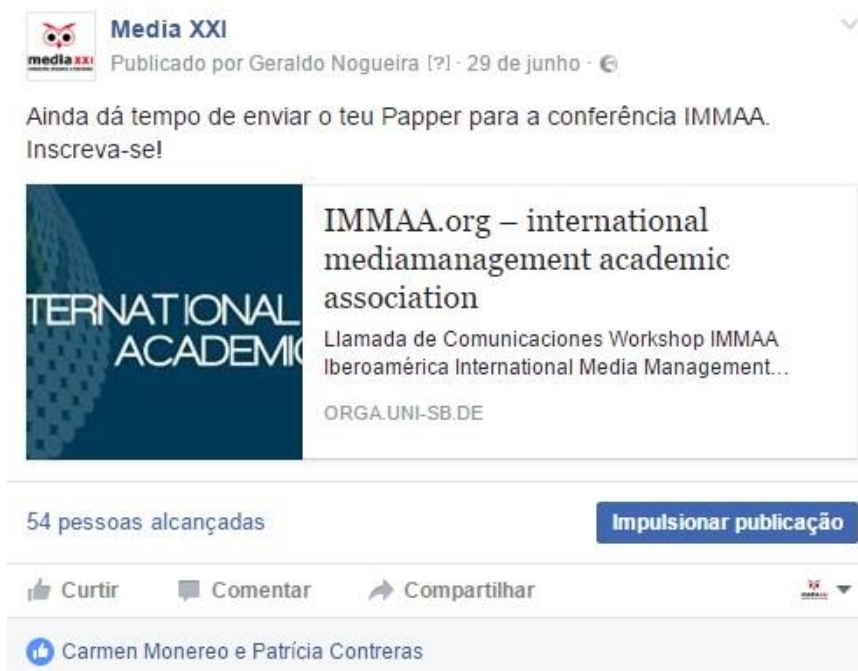 Media XXI
media xxi
Publicado por Geraldo Nogueira [?] · 29 de junho ·
Ainda dá tempo de enviar o teu Papper para a conferência IMMAA.
Inscreva-se!
TERNATIONAL
ACADEMI
IMMAA.org – international
mediamanagement academic
association
Llamada de Comunicaciones Workshop IMMAA
Iberoamérica International Media Management...
ORGA.UNI-SB.DE
54 pessoas alcançadas
Impulsionar publicação
Curtir
Comentar
Compartilhar
Carmen Monereo e Patrícia Contreras